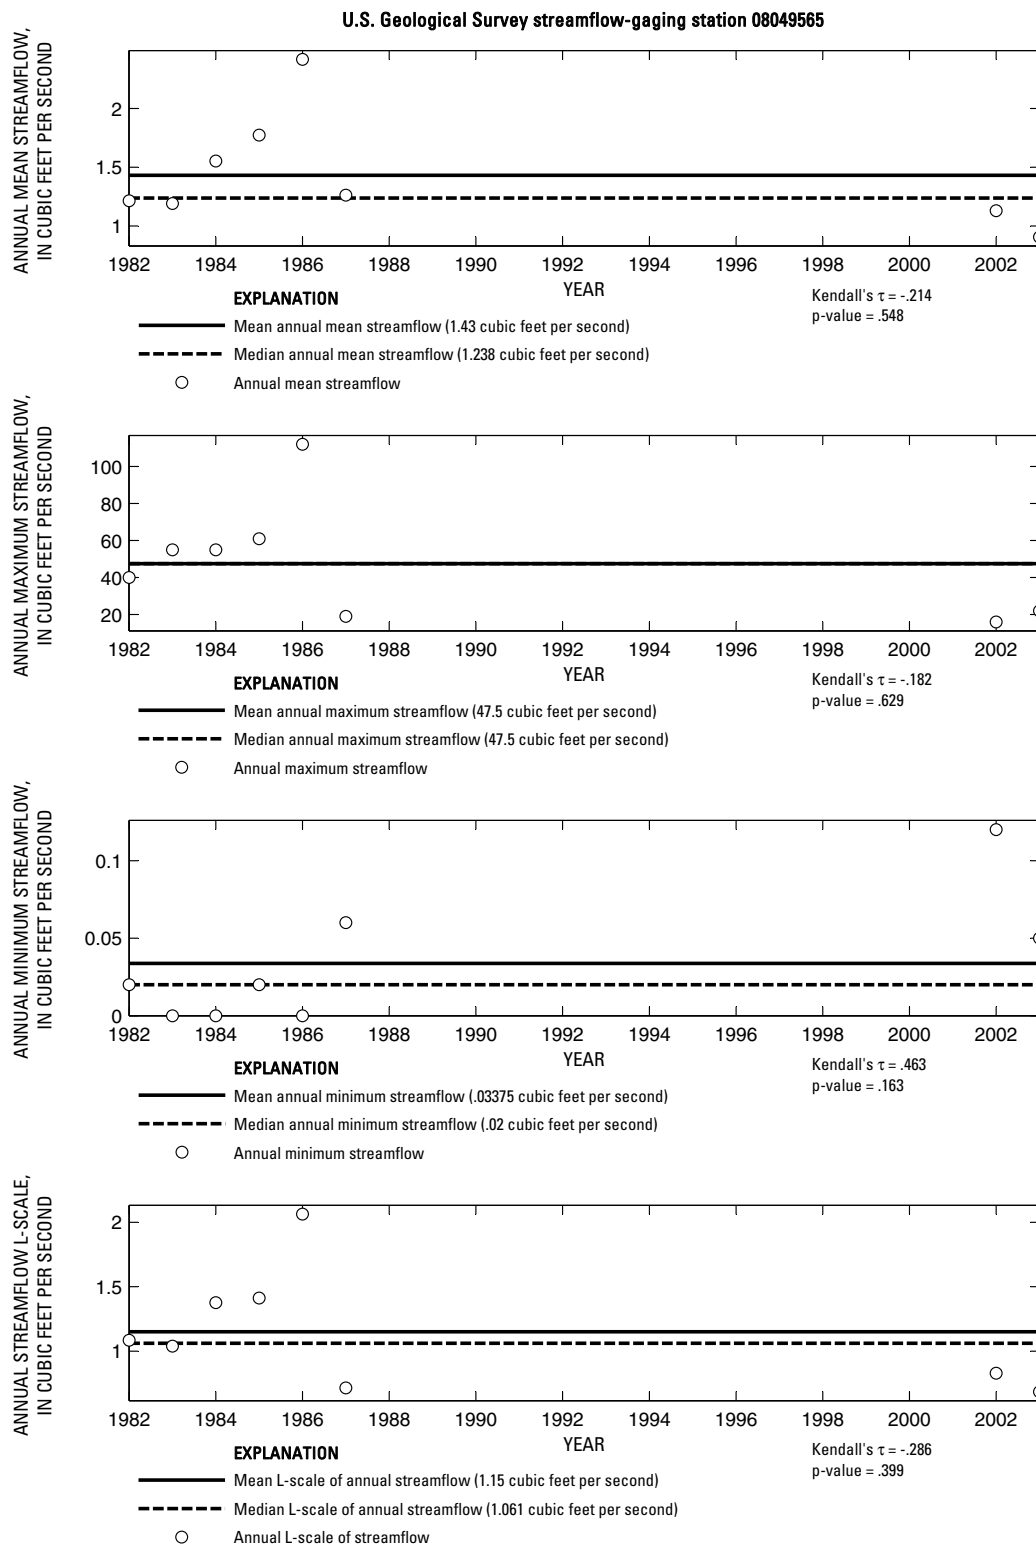 U.S. Geological Survey streamflow-gaging station 08049565
ANNUAL MEAN STREAMFLOW,
IN CUBIC FEET PER SECOND
2
1.5
1
1982 1984 1986 1988 1990 1992 1994 1996 1998 2000 2002
YEAR
Kendall's τ = -.214
p-value = .548
EXPLANATION
Mean annual mean streamflow (1.43 cubic feet per second)
Median annual mean streamflow (1.238 cubic feet per second)
Annual mean streamflow
ANNUAL MAXIMUM STREAMFLOW,
IN CUBIC FEET PER SECOND
100
80
60
40
20
1982 1984 1986 1988 1990 1992 1994 1996 1998 2000 2002
YEAR
Kendall's τ = -.182
p-value = .629
EXPLANATION
Mean annual maximum streamflow (47.5 cubic feet per second)
Median annual maximum streamflow (47.5 cubic feet per second)
Annual maximum streamflow
ANNUAL MINIMUM STREAMFLOW,
IN CUBIC FEET PER SECOND
0.1
0.05
0
1982 1984 1986 1988 1990 1992 1994 1996 1998 2000 2002
YEAR
Kendall's τ = .463
p-value = .163
EXPLANATION
Mean annual minimum streamflow (.03375 cubic feet per second)
Median annual minimum streamflow (.02 cubic feet per second)
Annual minimum streamflow
ANNUAL STREAMFLOW L-SCALE,
IN CUBIC FEET PER SECOND
2
1.5
1
1982 1984 1986 1988 1990 1992 1994 1996 1998 2000 2002
YEAR
Kendall's τ = -.286
p-value = .399
EXPLANATION
Mean L-scale of annual streamflow (1.15 cubic feet per second)
Median L-scale of annual streamflow (1.061 cubic feet per second)
Annual L-scale of streamflow